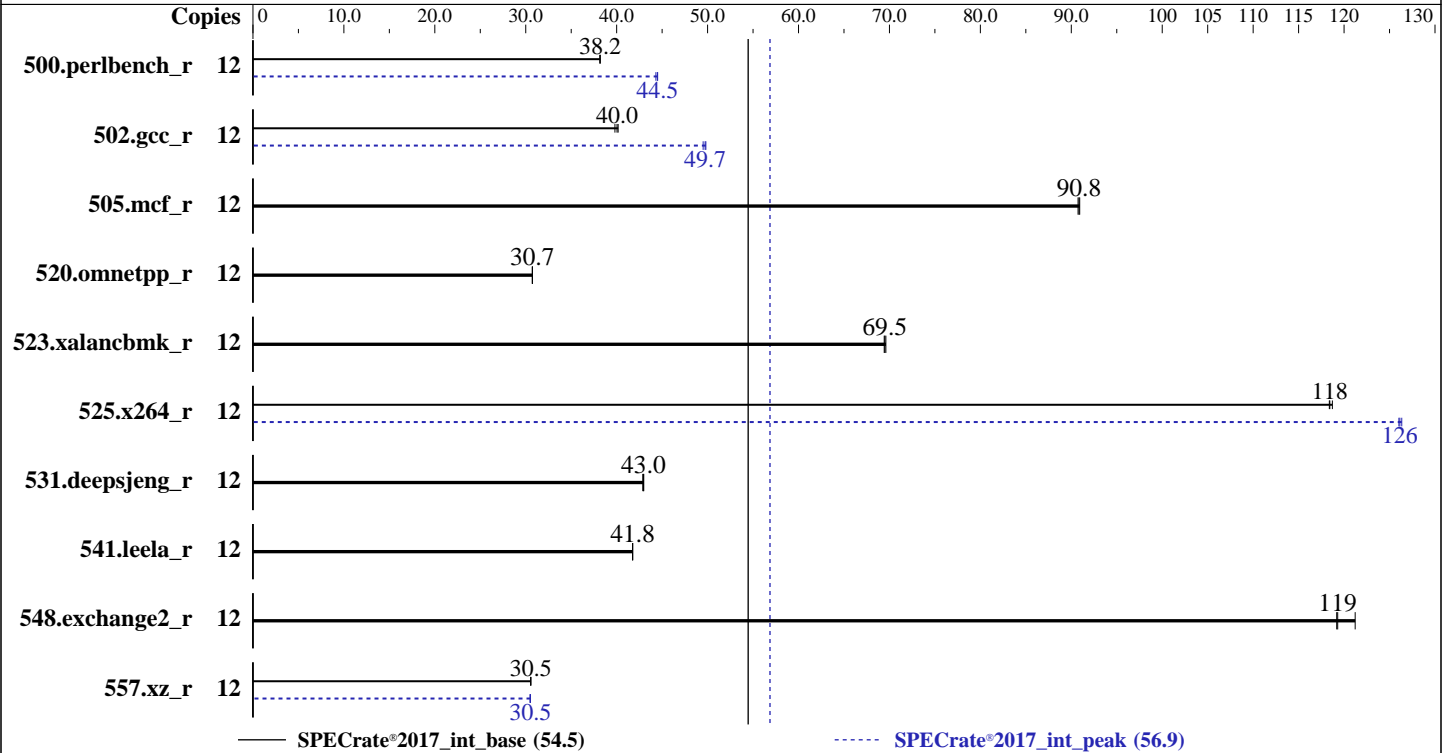 Copies 0 10.0 20.0 30.0 40.0 50.0 60.0 70.0 80.0 90.0 100 105 110 115 120 130
500.perlbench_r 12 38.2
44.5
502.gcc_r 12 40.0
49.7
505.mcf_r 12 90.8
520.omnetpp_r 12 30.7
523.xalancbmk_r 12 69.5
525.x264_r 12 118
126
531.deepsjeng_r 12 43.0
541.leela_r 12 41.8
548.exchange2_r 12 119
557.xz_r 12 30.5
30.5
SPECrate®2017_int_base (54.5) SPECrate®2017_int_peak (56.9)